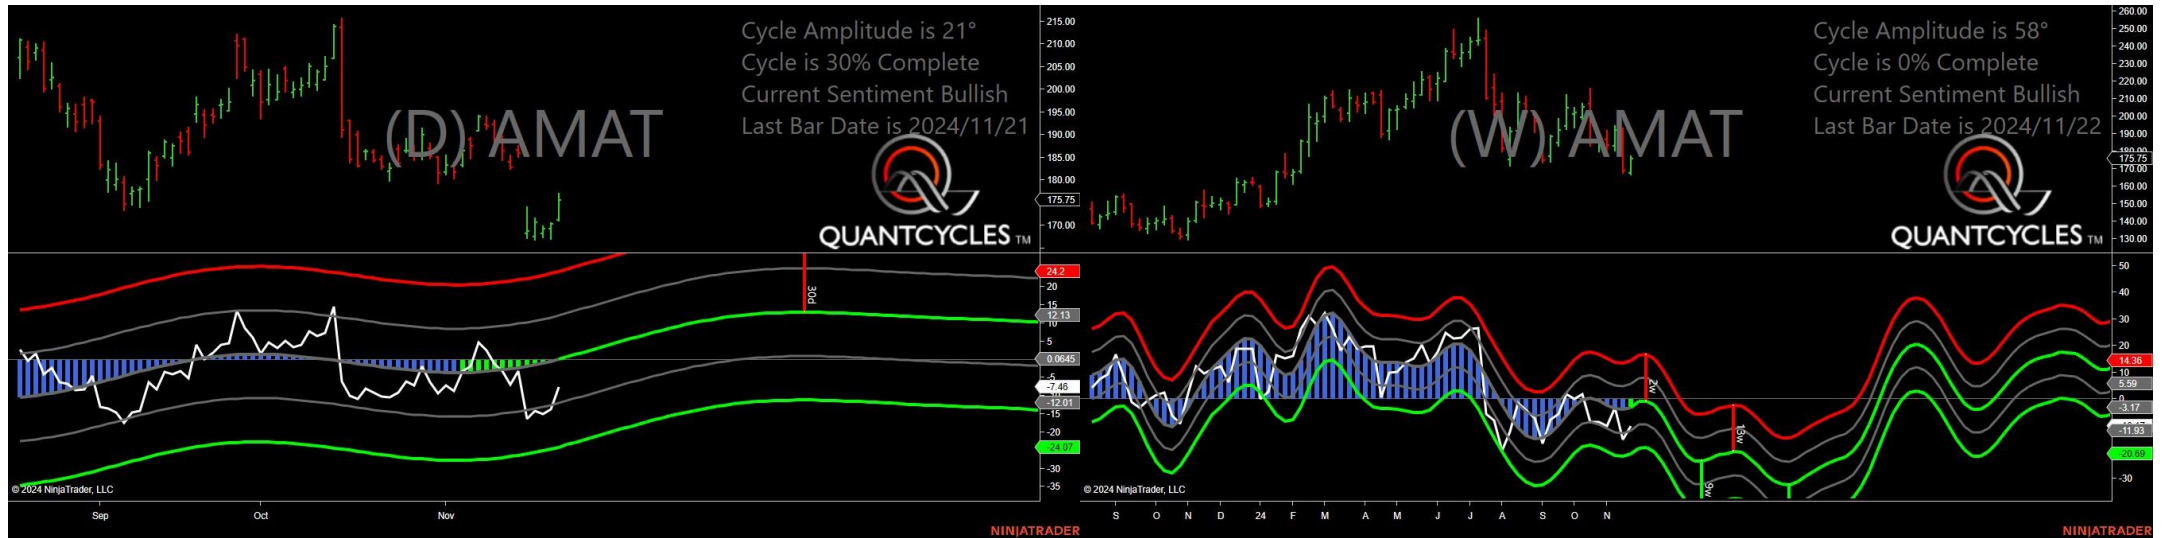 Cycle Amplitude is 21°
Cycle is 30% Complete
Current Sentiment Bullish
Last Bar Date is 2024/11/21
(D) AMAT
QUANTCYCLES TM
215.00
210.00
205.00
200.00
195.00
190.00
185.00
180.00
175.75
170.00
30d
24.2
20
15
12.13
10
5
0.0645
-5
-7.46
-12.01
-15
-20
-24.07
-30
-35
© 2024 NinjaTrader, LLC
Sep Oct Nov
NINJATRADER
Cycle Amplitude is 58°
Cycle is 0% Complete
Current Sentiment Bullish
Last Bar Date is 2024/11/22
(W) AMAT
QUANTCYCLES TM
260.00
250.00
240.00
230.00
220.00
210.00
200.00
190.00
180.00
175.75
170.00
160.00
150.00
140.00
130.00
2w
13w
9w
50
40
30
20
14.36
10
5.59
0
-3.17
-11.93
-20.69
-30
© 2024 NinjaTrader, LLC
S O N D 24 F M A M J J A S O N
NINJATRADER